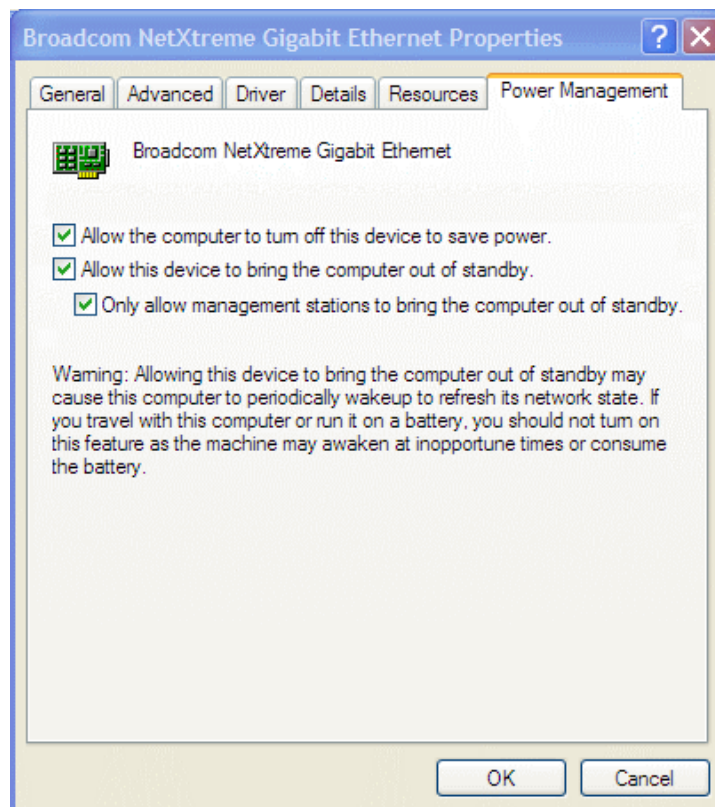 Broadcom NetXtreme Gigabit Ethernet Properties
General Advanced Driver Details Resources Power Management
Broadcom NetXtreme Gigabit Ethernet
Allow the computer to turn off this device to save power.
Allow this device to bring the computer out of standby.
Only allow management stations to bring the computer out of standby.
Warning: Allowing this device to bring the computer out of standby may
cause this computer to periodically wakeup to refresh its network state. If
you travel with this computer or run it on a battery, you should not turn on
this feature as the machine may awaken at inopportune times or consume
the battery.
OK Cancel